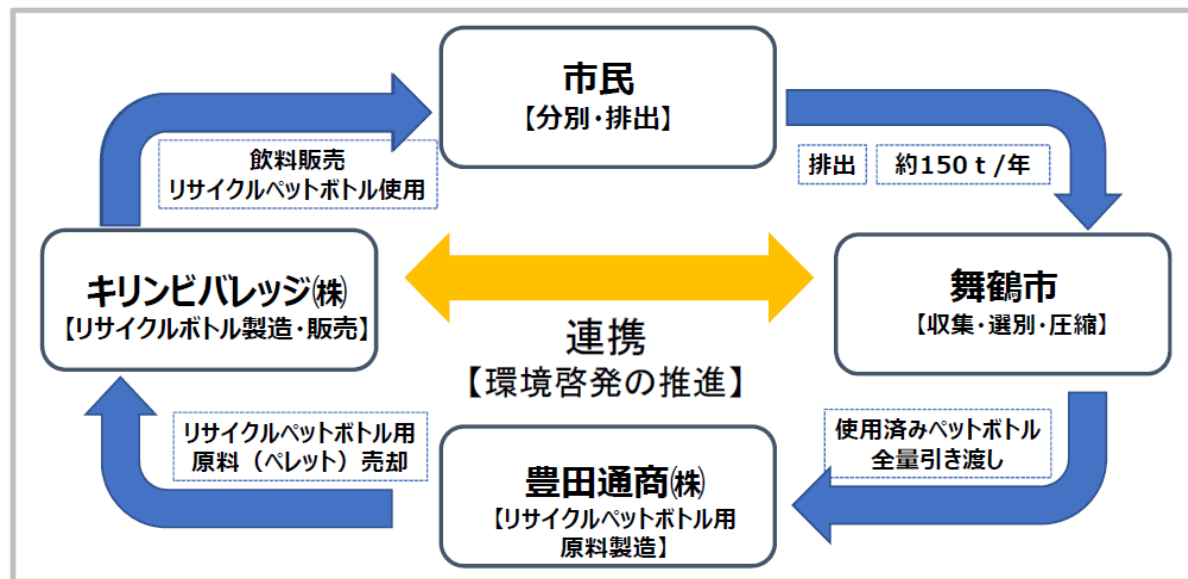 市民
【分別・排出】
飲料販売
リサイクルペットボトル使用
排出
約150ｔ/年
キリンビバレッジ㈱
【リサイクルボトル製造・販売】
舞鶴市
【収集・選別・圧縮】
連携
【環境啓発の推進】
リサイクルペットボトル用
原料（ペレット）売却
使用済みペットボトル
全量引き渡し
豊田通商㈱
【リサイクルペットボトル用
原料製造】